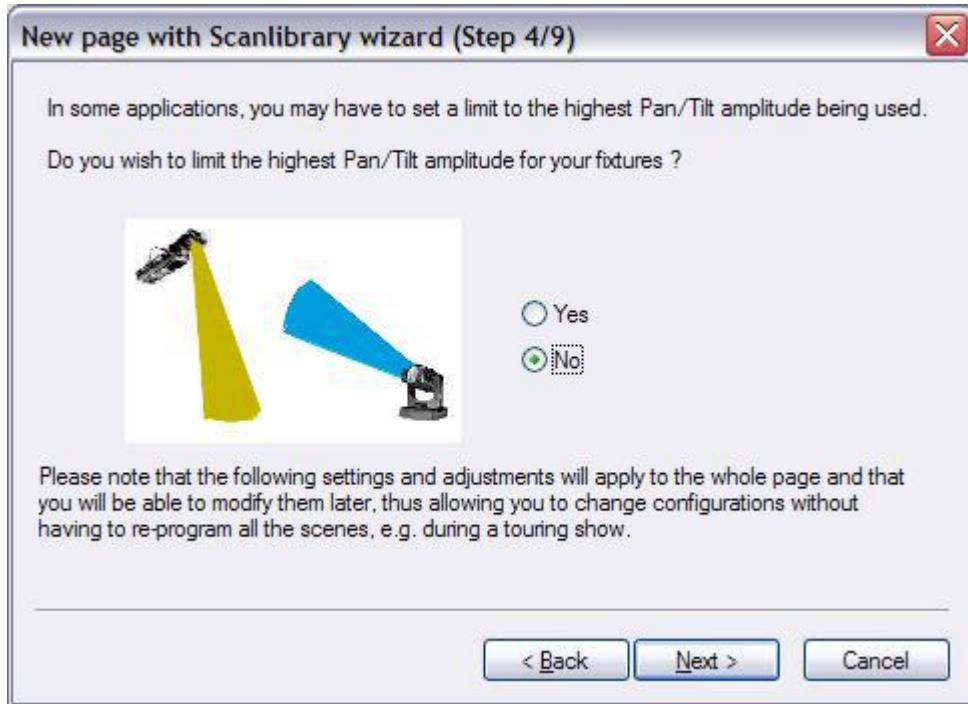 New page with Scanlibrary wizard (Step 4/9)
In some applications, you may have to set a limit to the highest Pan/Tilt amplitude being used.
Do you wish to limit the highest Pan/Tilt amplitude for your fixtures ?
Yes
No
Please note that the following settings and adjustments will apply to the whole page and that
you will be able to modify them later, thus allowing you to change configurations without
having to re-program all the scenes, e.g. during a touring show.
< Back
Next >
Cancel